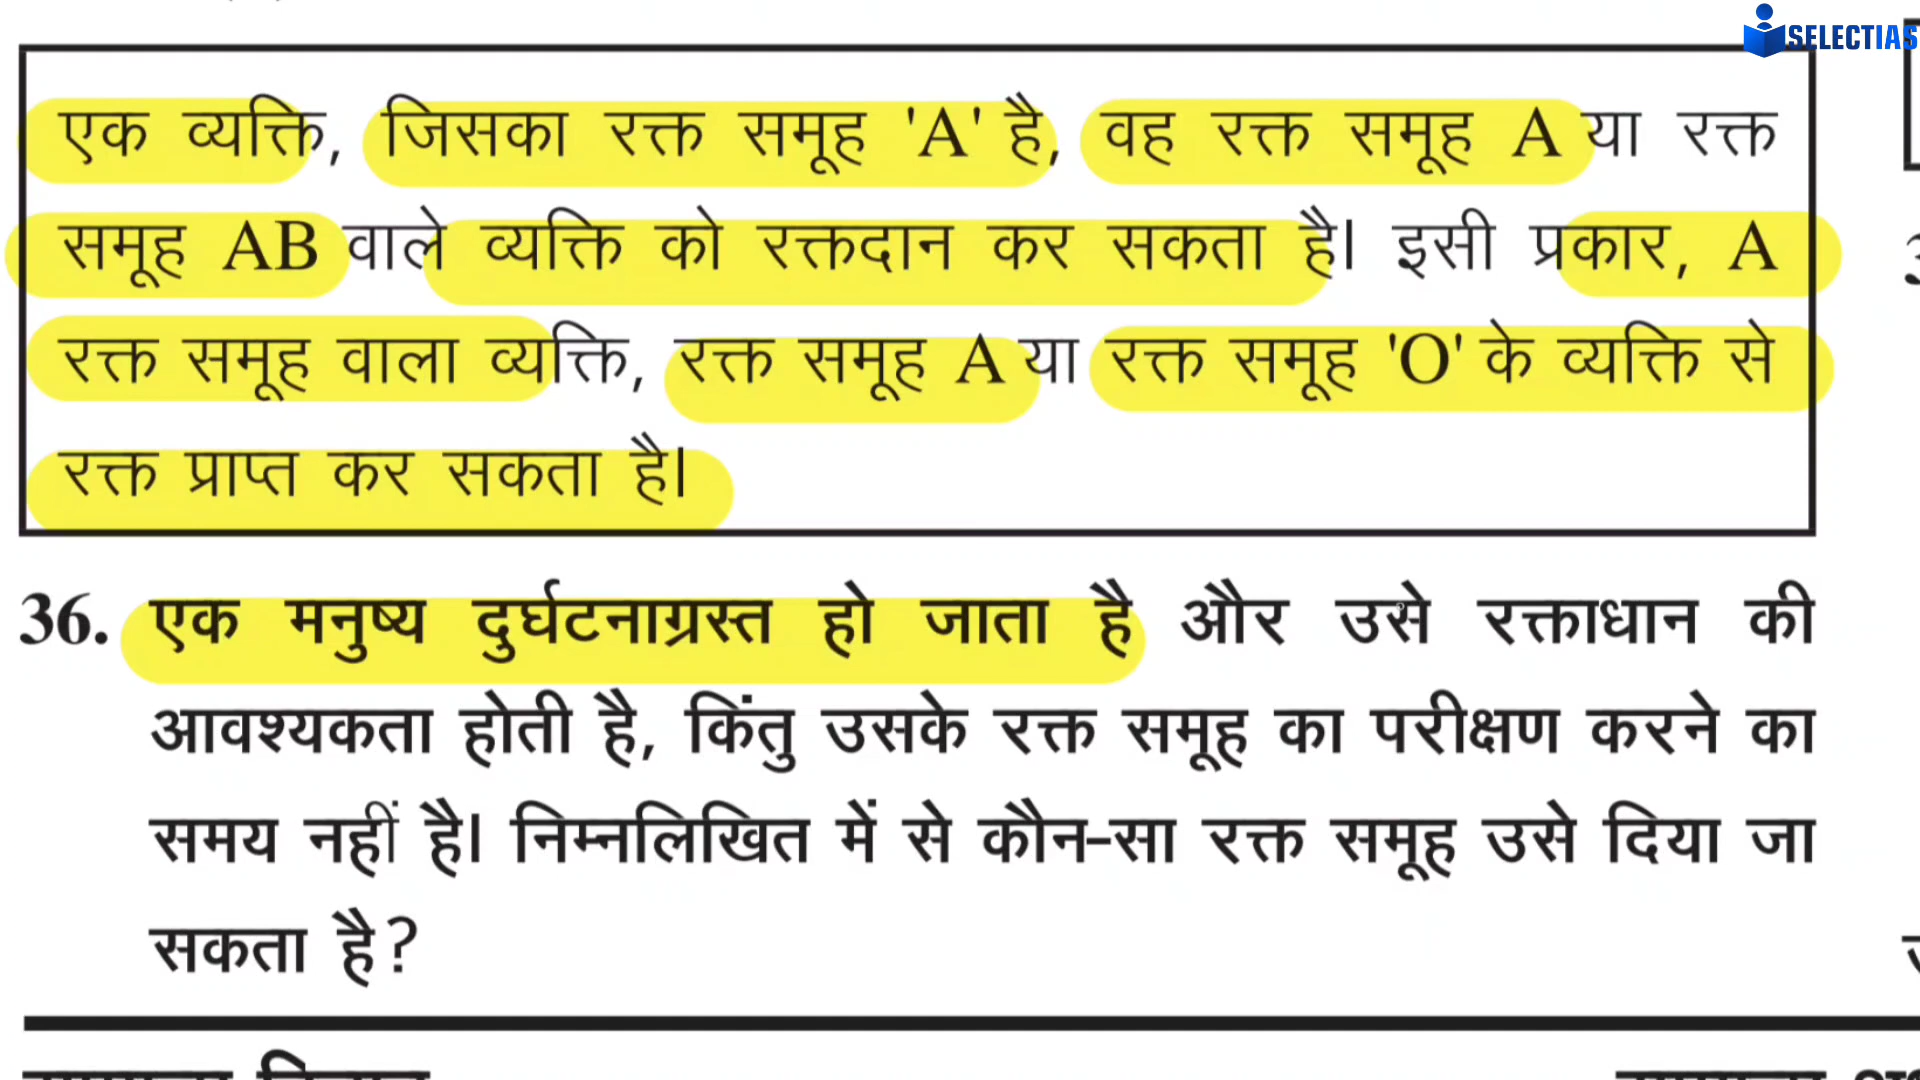 SELECTIAS
एक व्यक्ति, जिसका रक्त समूह 'A' है, वह रक्त समूह A या रक्त
समूह AB वाले व्यक्ति को रक्तदान कर सकता है। इसी प्रकार, A
रक्त समूह वाला व्यक्ति, रक्त समूह A या रक्त समूह 'O' के व्यक्ति से
रक्त प्राप्त कर सकता है।
36. एक मनुष्य दुर्घटनाग्रस्त हो जाता है और उसे रक्ताधान की
आवश्यकता होती है, किंतु उसके रक्त समूह का परीक्षण करने का
समय नहीं है। निम्नलिखित में से कौन-सा रक्त समूह उसे दिया जा
सकता है?